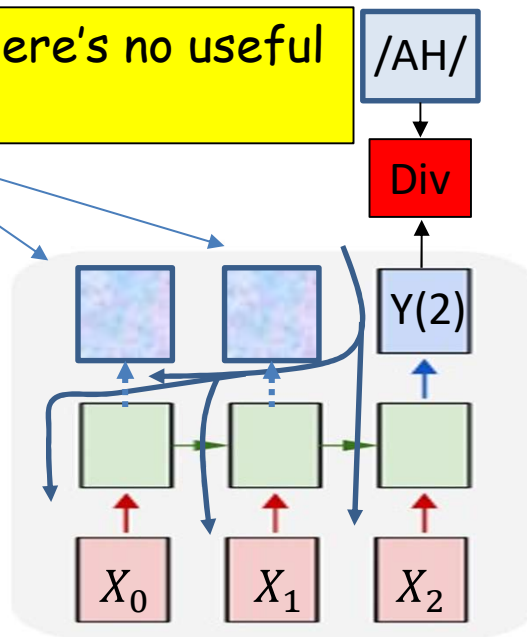 ere's no useful
/AH/
Div
Y(2)
X₀ X₁ X₂